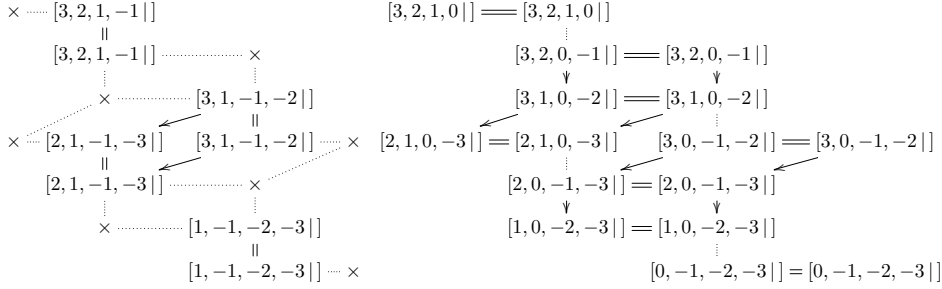 × [3, 2, 1, −1 | ] [3, 2, 1, 0 | ] = [3, 2, 1, 0 | ]
[3, 2, 1, −1 | ] × [3, 2, 0, −1 | ] = [3, 2, 0, −1 | ]
× [3, 1, −1, −2 | ] [3, 1, 0, −2 | ] = [3, 1, 0, −2 | ]
× [2, 1, −1, −3 | ] [3, 1, −1, −2 | ] × [2, 1, 0, −3 | ] = [2, 1, 0, −3 | ] [3, 0, −1, −2 | ] = [3, 0, −1, −2 | ]
[2, 1, −1, −3 | ] × [2, 0, −1, −3 | ] = [2, 0, −1, −3 | ]
× [1, −1, −2, −3 | ] [1, 0, −2, −3 | ] = [1, 0, −2, −3 | ]
[1, −1, −2, −3 | ] × [0, −1, −2, −3 | ] = [0, −1, −2, −3 | ]